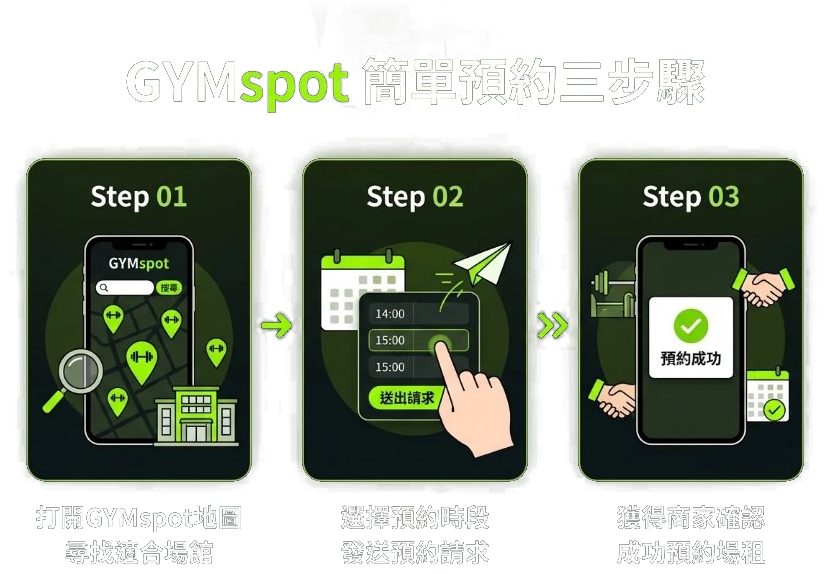 GYMspot 簡單預約三步驟
Step 01
GYMspot
搜尋
打開GYMspot地圖
尋找適合場館
Step 02
14:00
15:00
15:00
送出請求
選擇預約時段
發送預約請求
Step 03
預約成功
獲得商家確認
成功預約場租